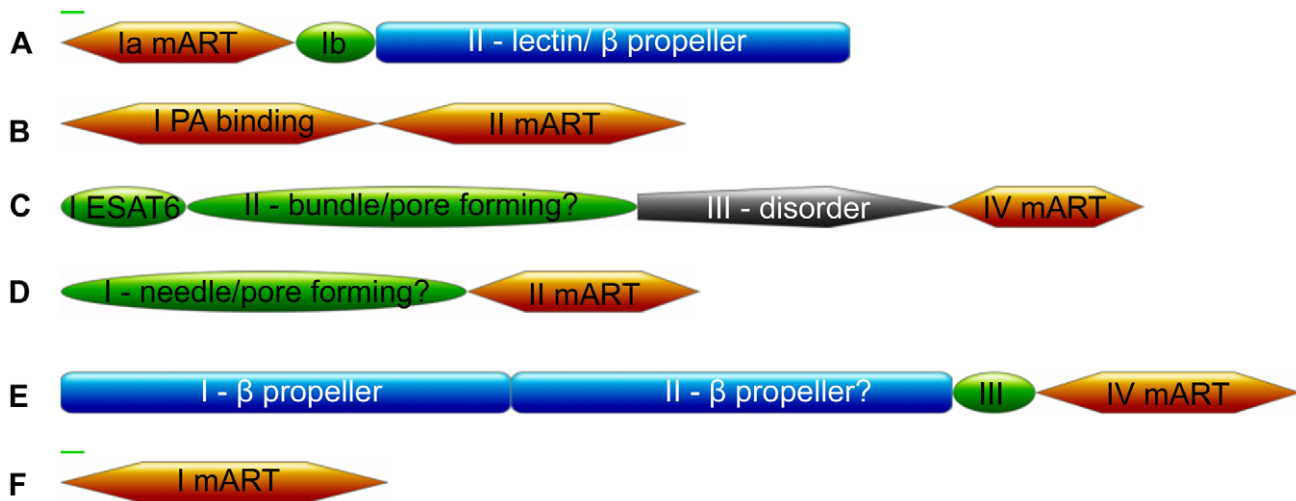 A Ia mART Ib II - lectin/ β propeller
B I PA binding II mART
C I ESAT6 II - bundle/pore forming? III - disorder IV mART
D I - needle/pore forming? II mART
E I - β propeller II - β propeller? III IV mART
F I mART